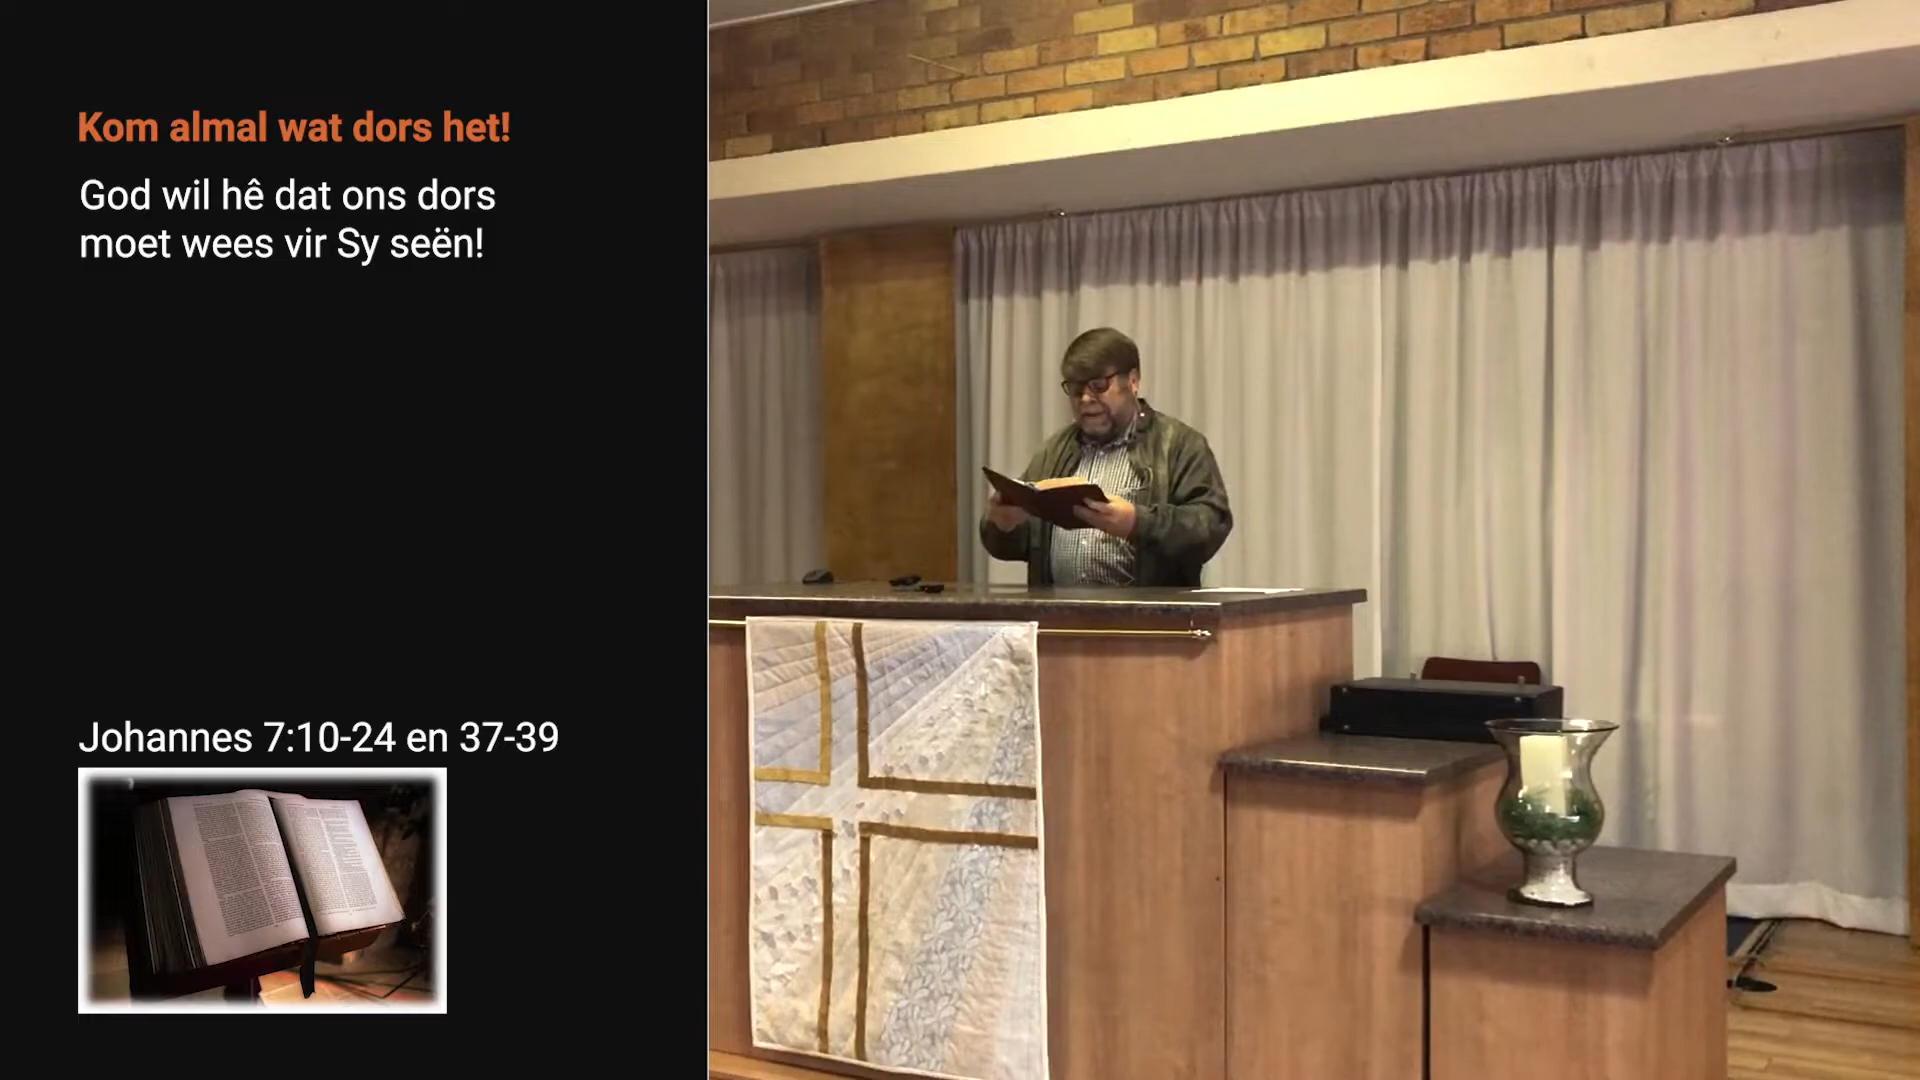 Kom almal wat dors het!
God wil hê dat ons dors
moet wees vir Sy seën!
Johannes 7:10-24 en 37-39